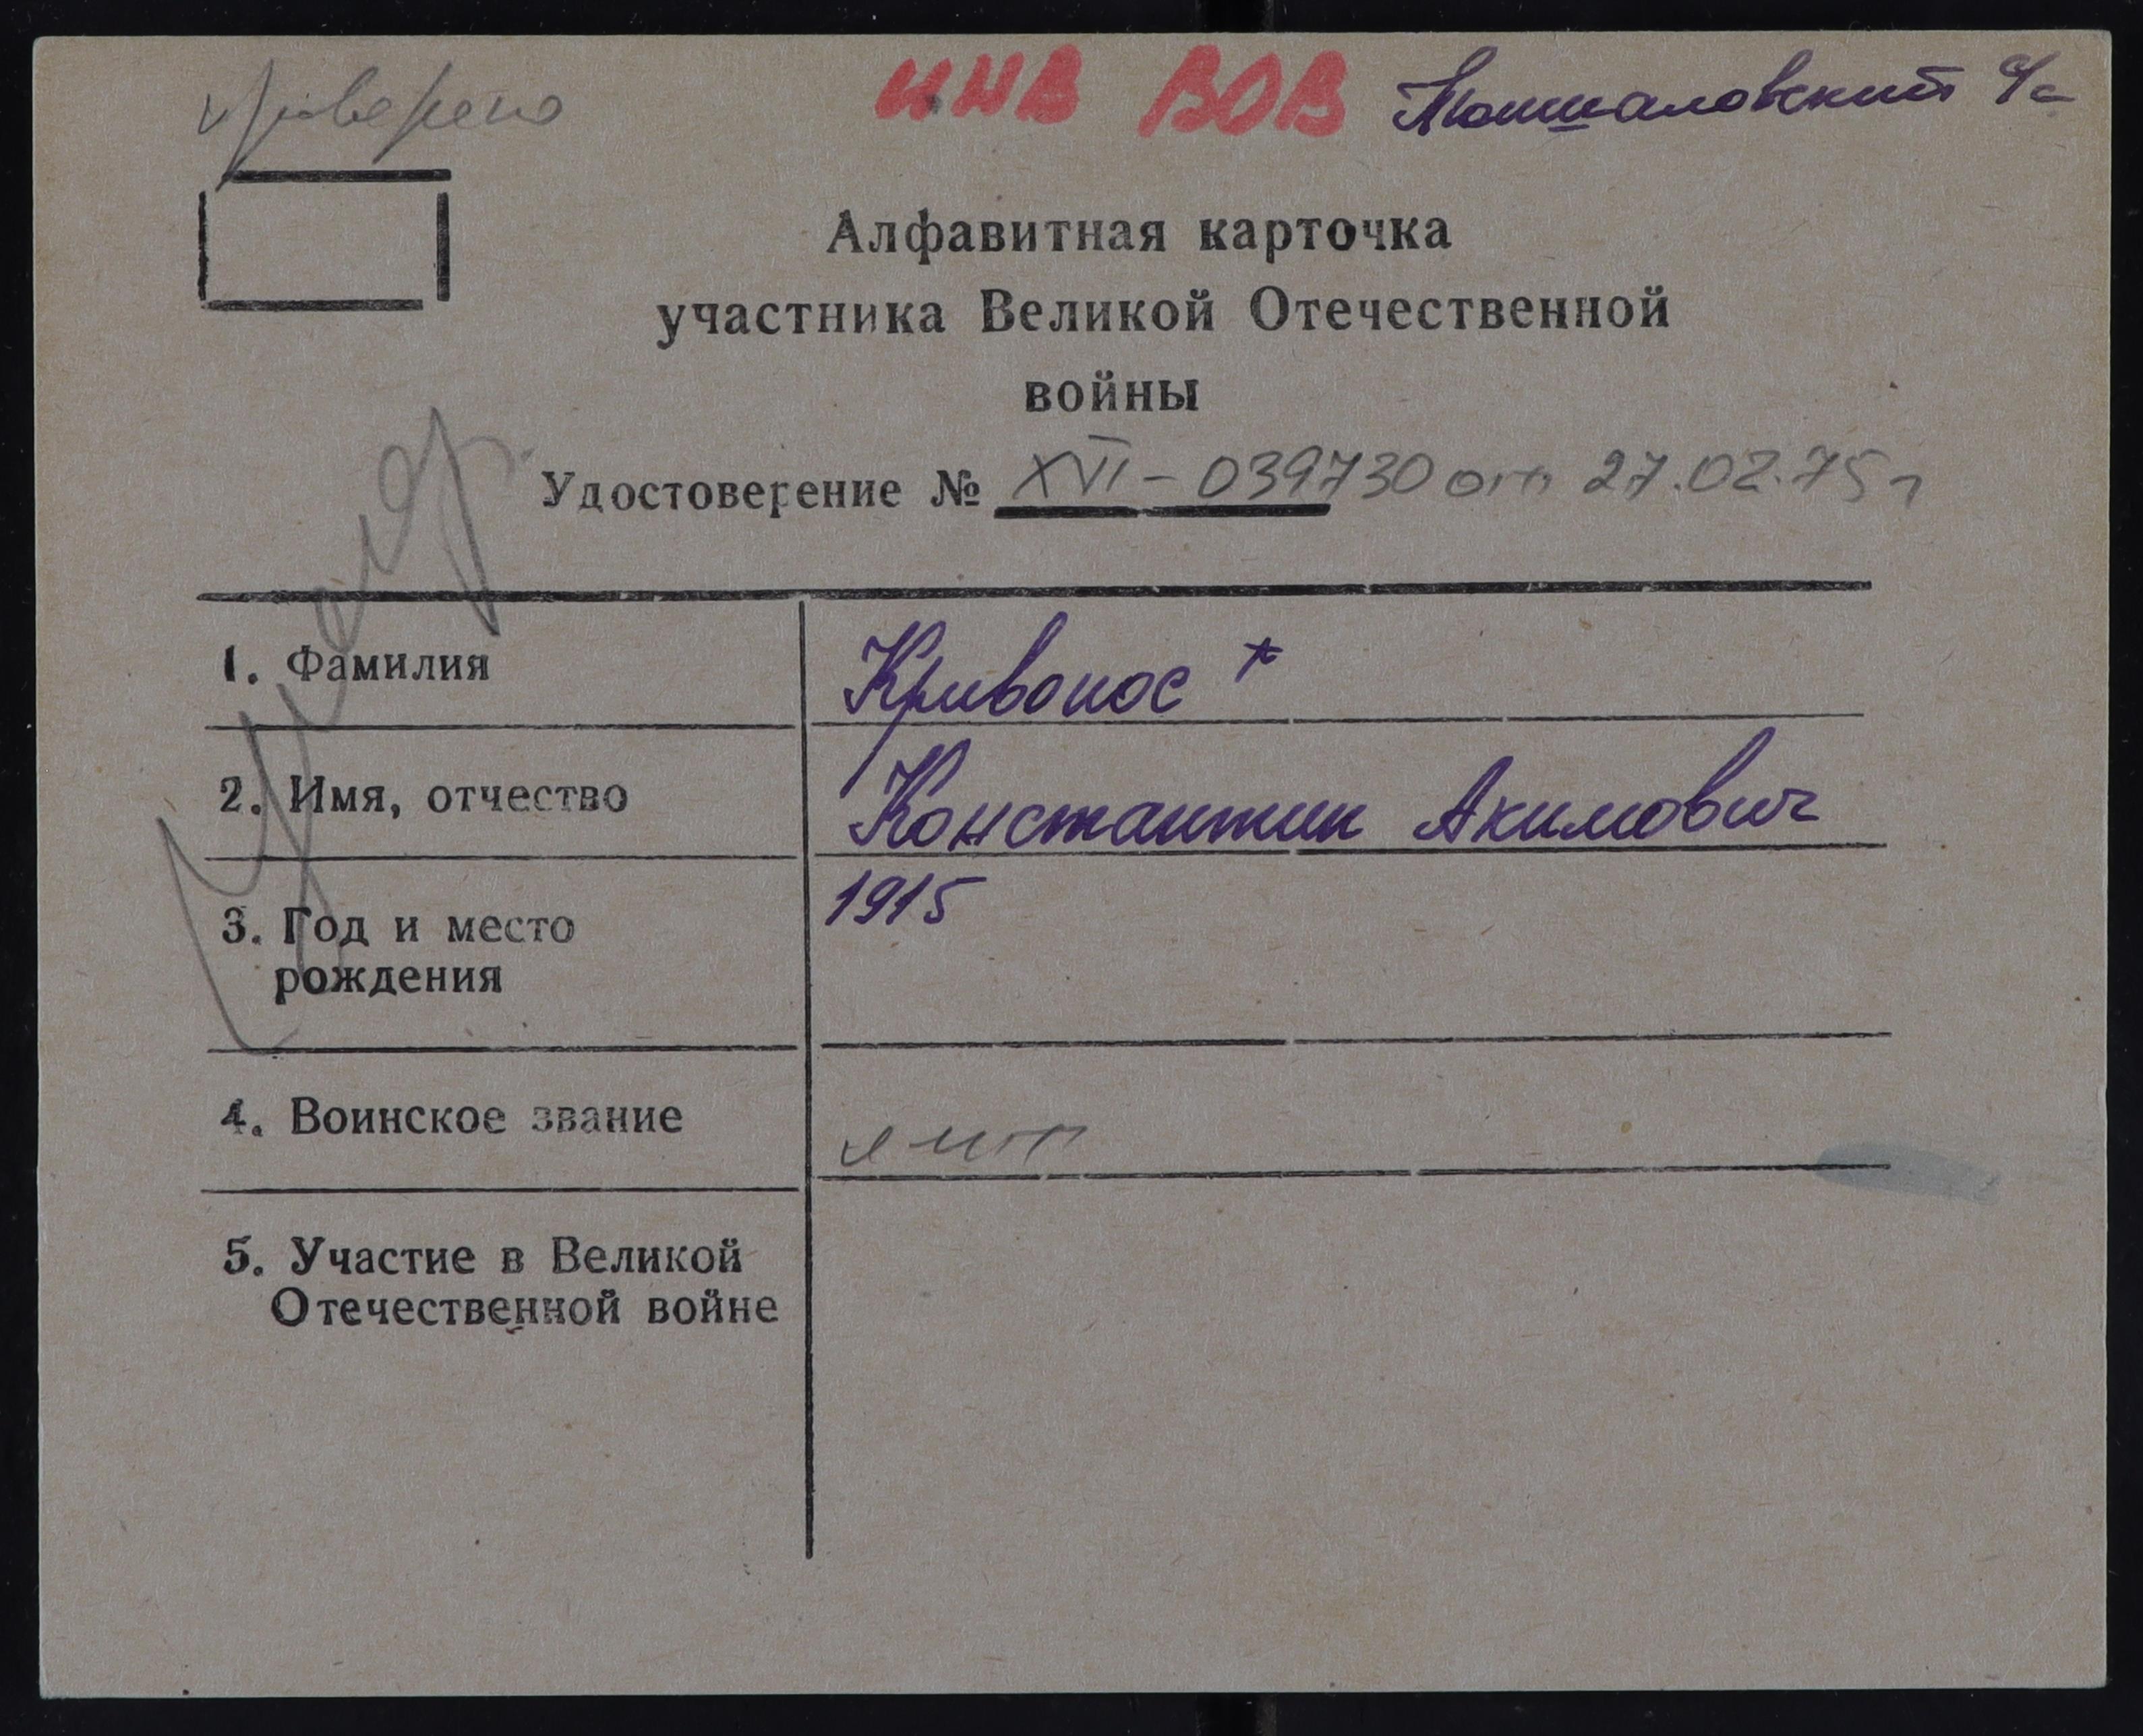 проверено
ИНВ ВОВ с/с
Алфавитная карточка
участника Великой Отечественной
войны
Удостоверение № XVI - 039730 от 27.02.75 г
умер
1. Фамилия Кривонос
2. Имя, отчество Константин Акимович
3. Год и место 1915
рождения
4. Воинское звание
5. Участие в Великой
Отечественной войне